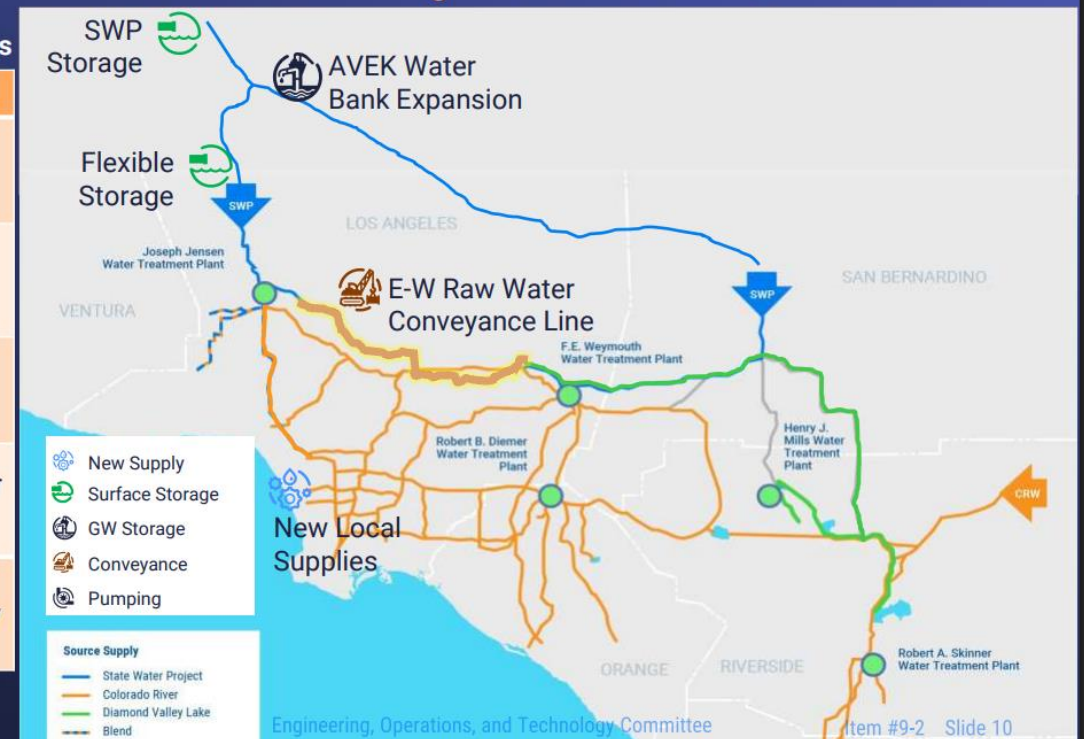 s
SWP
Storage
AVEK Water
Bank Expansion
Flexible
Storage
SWP
LOS ANGELES
Joseph Jensen
Water Treatment Plant
SAN BERNARDINO
SWP
VENTURA
E-W Raw Water
Conveyance Line
F.E. Weymouth
Water Treatment Plant
Robert B. Diemer
Water Treatment
Plant
Henry J.
Mills Water
Treatment
Plant
CRW
New Supply
Surface Storage
GW Storage
Conveyance
Pumping
New Local
Supplies
Source Supply
State Water Project
Colorado River
Diamond Valley Lake
Blend
ORANGE
RIVERSIDE
Robert A. Skinner
Water Treatment Plant
Engineering, Operations, and Technology Committee
Item #9-2 Slide 10